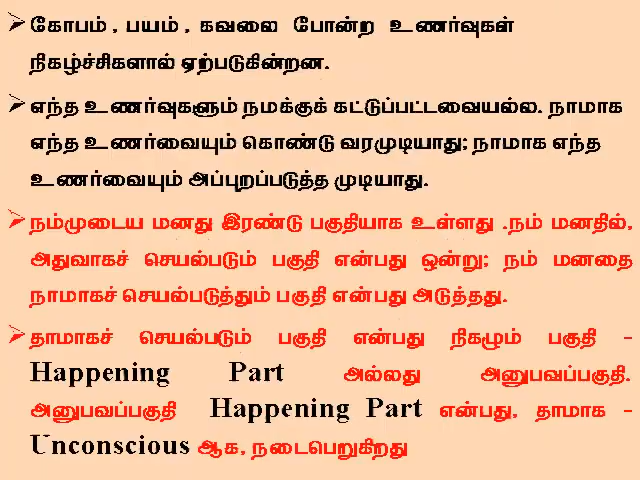 ➢கோபம் , பயம் , கவலை போன்ற உணர்வுகள்
நிகழ்ச்சிகளால் ஏற்படுகின்றன.
➢எந்த உணர்வுகளும் நமக்குக் கட்டுப்பட்டவையல்ல. நாமாக
எந்த உணர்வையும் கொண்டு வரமுடியாது; நாமாக எந்த
உணர்வையும் அப்புறப்படுத்த முடியாது.
➢நம்முடைய மனது இரண்டு பகுதியாக உள்ளது .நம் மனதில்,
அதுவாகச் செயல்படும் பகுதி என்பது ஒன்று; நம் மனதை
நாமாகச் செயல்படுத்தும் பகுதி என்பது அடுத்தது.
➢தாமாகச் செயல்படும் பகுதி என்பது நிகழும் பகுதி -
Happening Part அல்லது அனுபவப்பகுதி.
அனுபவப்பகுதி Happening Part என்பது, தாமாக -
Unconscious ஆக, நடைபெறுகிறது